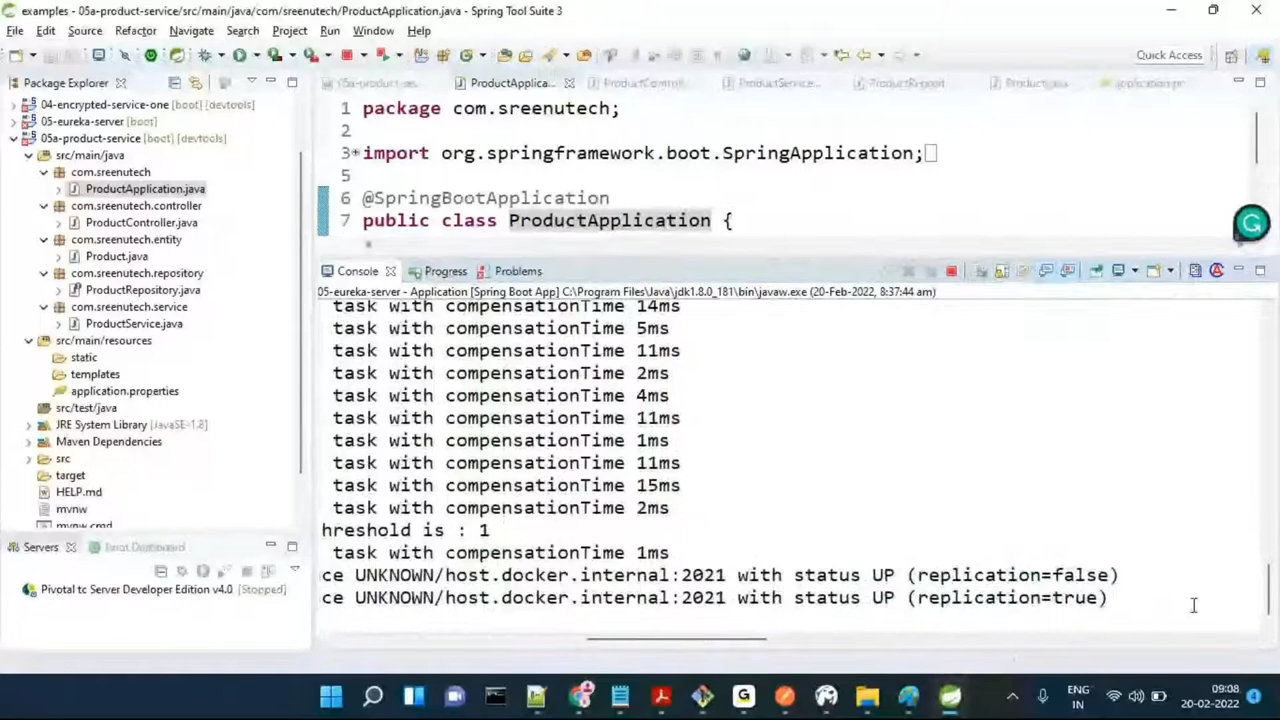 examples - 05a-product-service/src/main/java/com/sreenutech/ProductApplication.java - Spring Tool Suite 3
File Edit Source Refactor Navigate Search Project Run Window Help
Quick Access
Package Explorer
04-encrypted-service-one [boot] [devtools]
05-eureka-server [boot]
05a-product-service [boot] [devtools]
src/main/java
com.sreenutech
ProductApplication.java
com.sreenutech.controller
ProductController.java
com.sreenutech.entity
Product.java
com.sreenutech.repository
ProductRepository.java
com.sreenutech.service
ProductService.java
src/main/resources
static
templates
application.properties
src/test/java
JRE System Library [JavaSE-1.8]
Maven Dependencies
src
target
HELP.md
mvnw
mvnw.cmd
Servers Boot Dashboard
Pivotal tc Server Developer Edition v4.0 [Stopped]
ProductApplica...
1 package com.sreenutech;
2
3 import org.springframework.boot.SpringApplication;
5
6 @SpringBootApplication
7 public class ProductApplication {
Console Progress Problems
05-eureka-server - Application [Spring Boot App] C:\Program Files\Java\jdk1.8.0_181\bin\javaw.exe (20-Feb-2022, 8:37:44 am)
task with compensationTime 14ms
task with compensationTime 5ms
task with compensationTime 11ms
task with compensationTime 2ms
task with compensationTime 4ms
task with compensationTime 11ms
task with compensationTime 1ms
task with compensationTime 11ms
task with compensationTime 15ms
task with compensationTime 2ms
hreshold is : 1
task with compensationTime 1ms
ce UNKNOWN/host.docker.internal:2021 with status UP (replication=false)
ce UNKNOWN/host.docker.internal:2021 with status UP (replication=true)
ENG
IN
09:08
20-02-2022